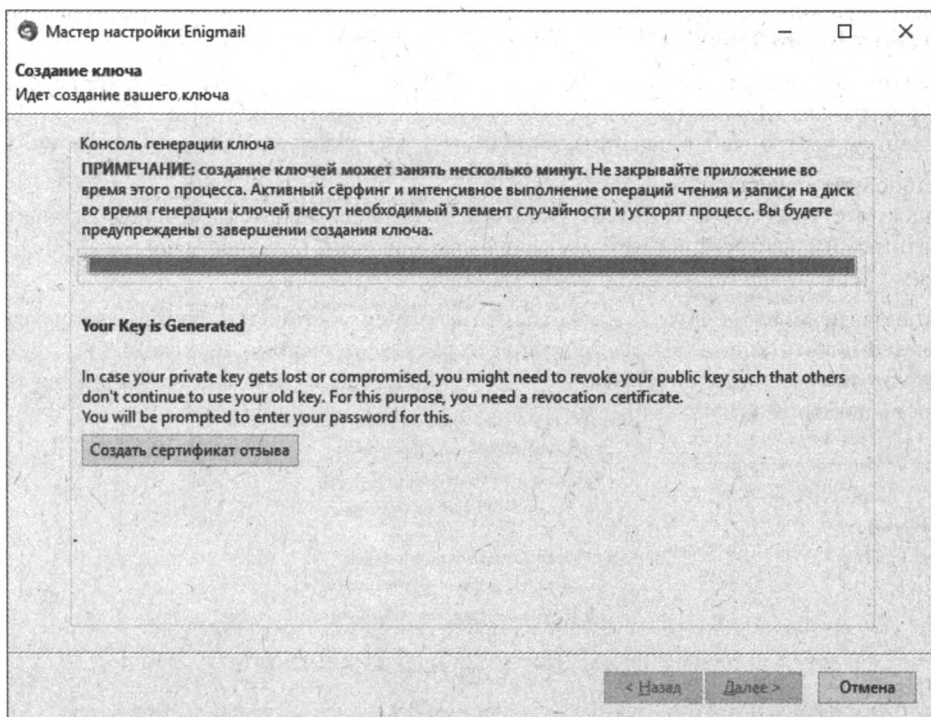 Мастер настройки Enigmail
Создание ключа
Идет создание вашего ключа
Консоль генерации ключа
ПРИМЕЧАНИЕ: создание ключей может занять несколько минут. Не закрывайте приложение во
время этого процесса. Активный сёрфинг и интенсивное выполнение операций чтения и записи на диск
во время генерации ключей внесут необходимый элемент случайности и ускорят процесс. Вы будете
предупреждены о завершении создания ключа.
Your Key is Generated
In case your private key gets lost or compromised, you might need to revoke your public key such that others
don't continue to use your old key. For this purpose, you need a revocation certificate.
You will be prompted to enter your password for this.
Создать сертификат отзыва
< Назад Далее > Отмена